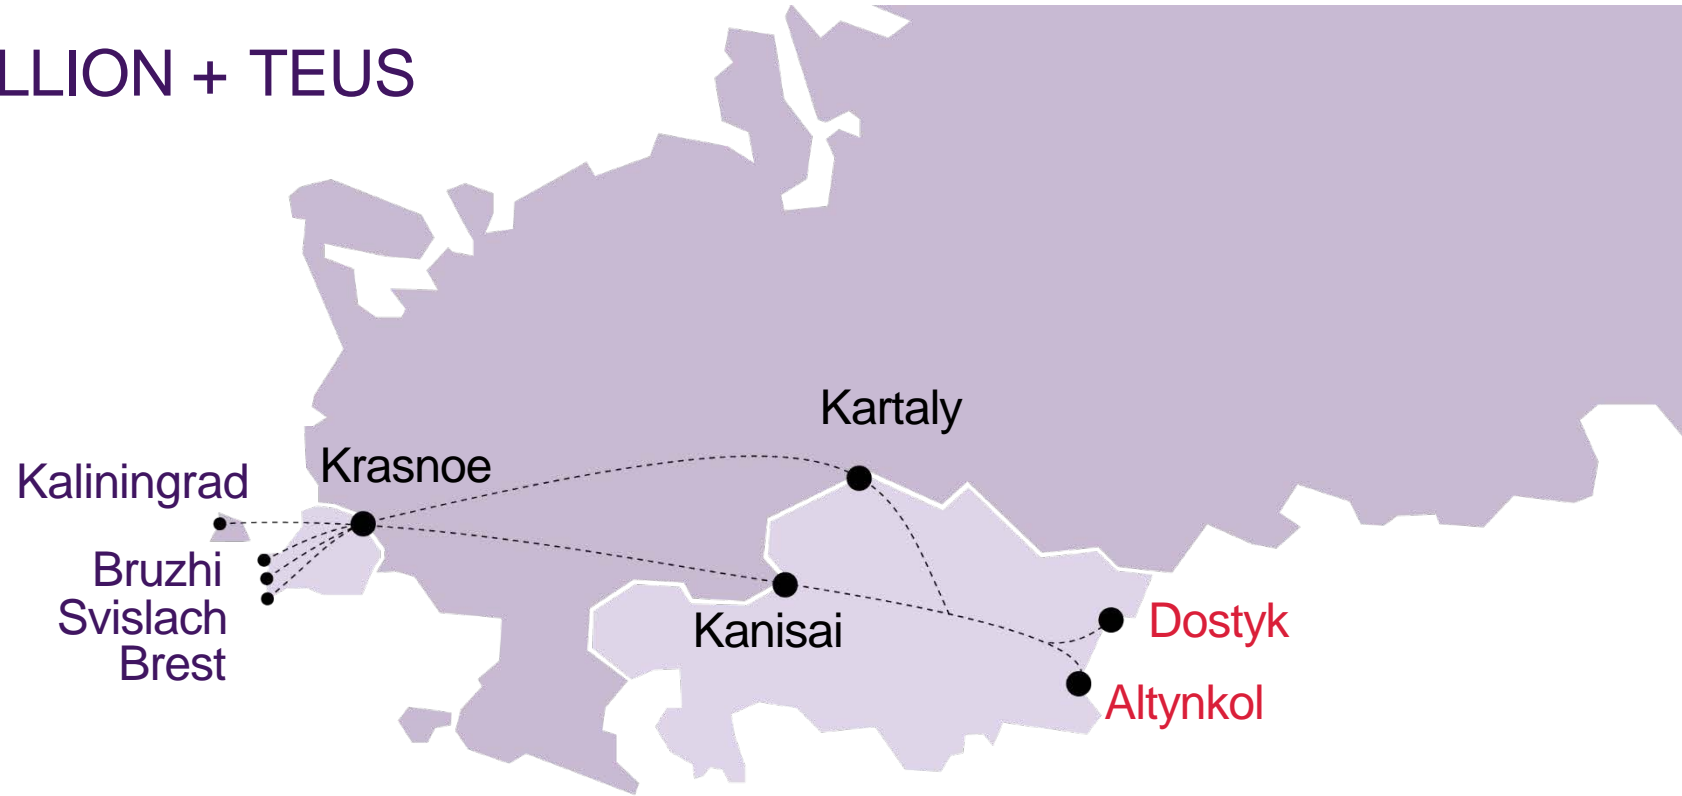 LLION + TEUS
Kartaly
Krasnoe
Kaliningrad
Bruzhi
Svislach
Brest
Kanisai
Dostyk
Altynkol